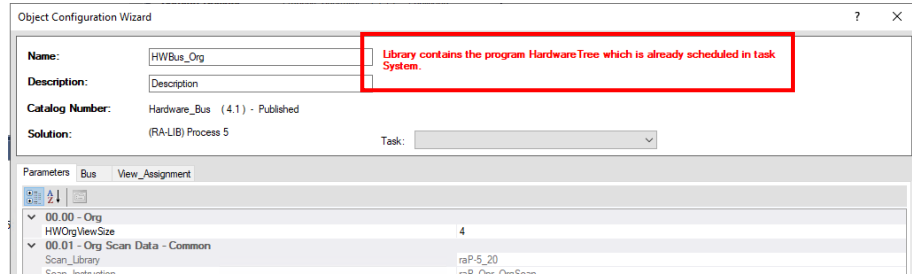 Object Configuration Wizard
?
Name:
HWBus_Org
Library contains the program HardwareTree which is already scheduled in task
System.
Description:
Description
Catalog Number:
Hardware_Bus (4.1) - Published
Solution:
(RA-LIB) Process 5
Task:
Parameters Bus View_Assignment
00.00 - Org
HWOrgViewSize 4
00.01 - Org Scan Data - Common
Scan_Library raP-5_20
Scan_Instruction raP_Opr_OrgScan